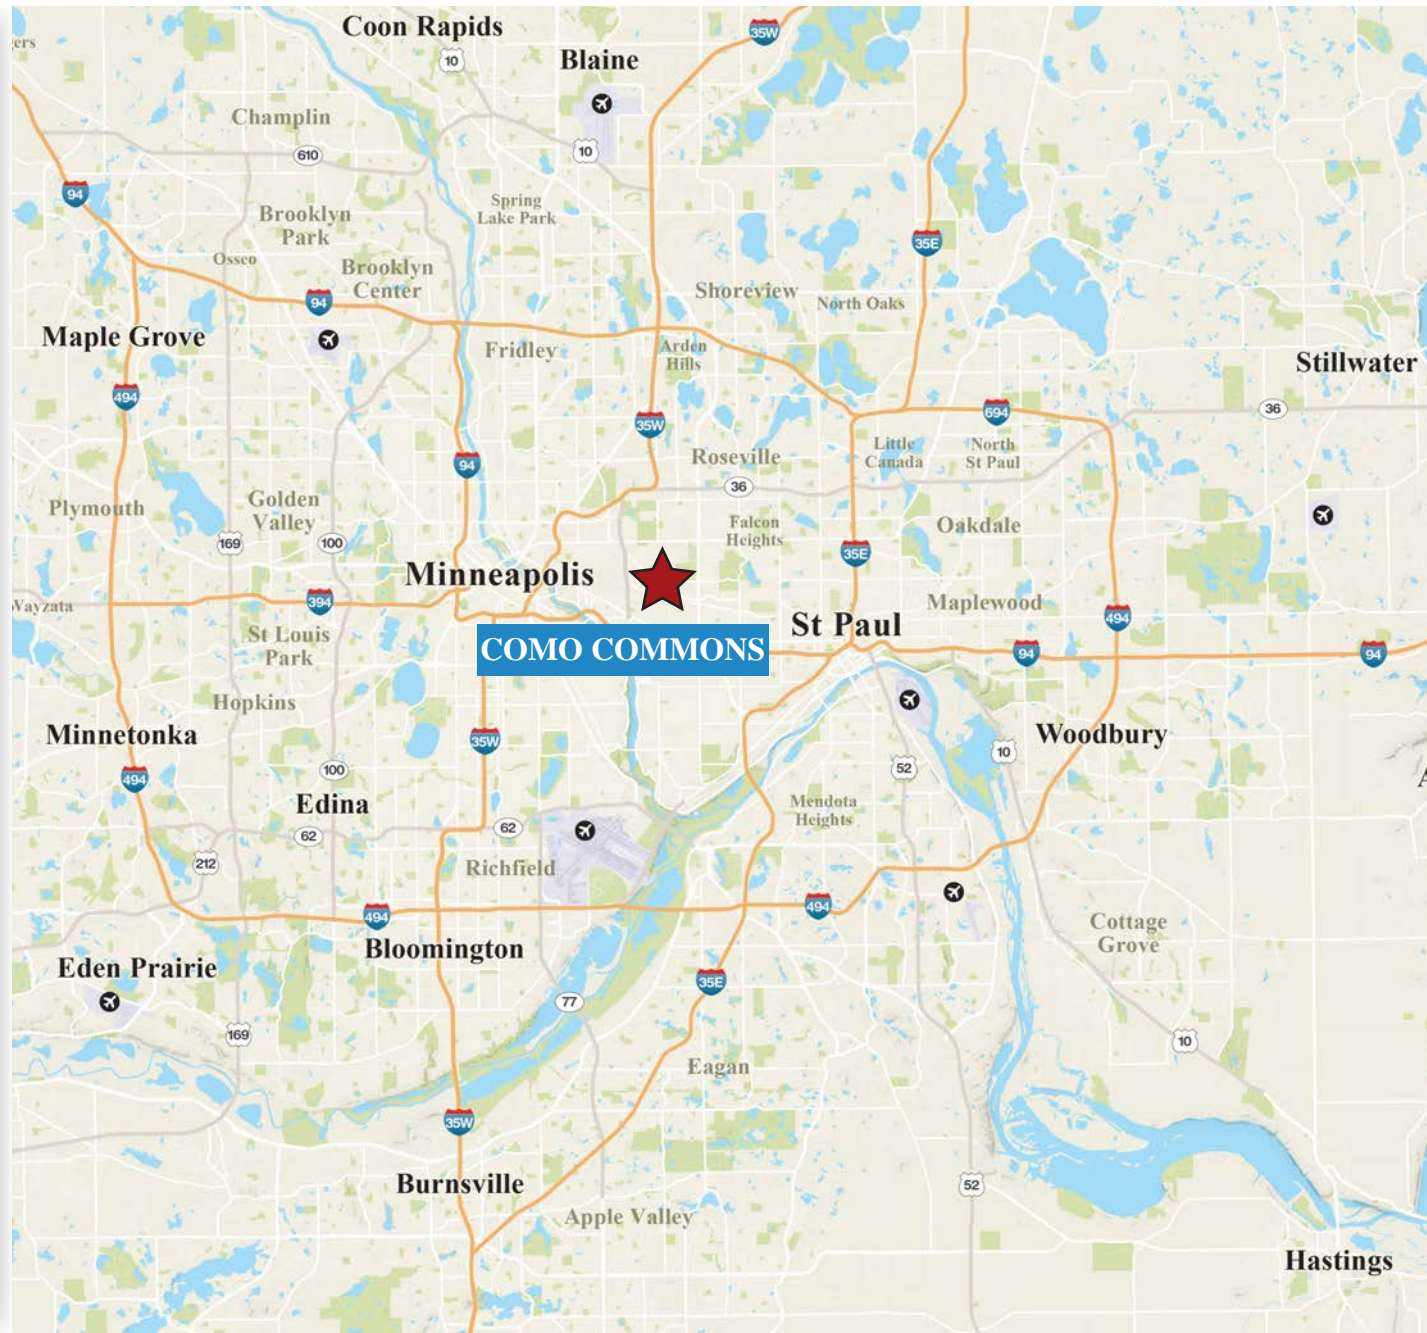 Coon Rapids
35W
10
Blaine
ers
Champlin
10
610
94
Spring
Lake Park
Brooklyn
Park
35E
Osseo
Brooklyn
Center
Shoreview
North Oaks
94
Maple Grove
Fridley
Arden
Hills
Stillwater
494
36
694
35W
Little
Canada
North
St Paul
Roseville
94
36
Plymouth
Golden
Valley
Falcon
Heights
Oakdale
169
100
35E
Minneapolis
394
Wayzata
Maplewood
494
St Paul
St Louis
Park
COMO COMMONS
94
94
Hopkins
Minnetonka
35W
Woodbury
10
52
100
494
A
Edina
Mendota
Heights
62
62
212
Richfield
494
494
Cottage
Grove
Bloomington
Eden Prairie
35E
77
169
10
Eagan
35W
Burnsville
52
Apple Valley
Hastings